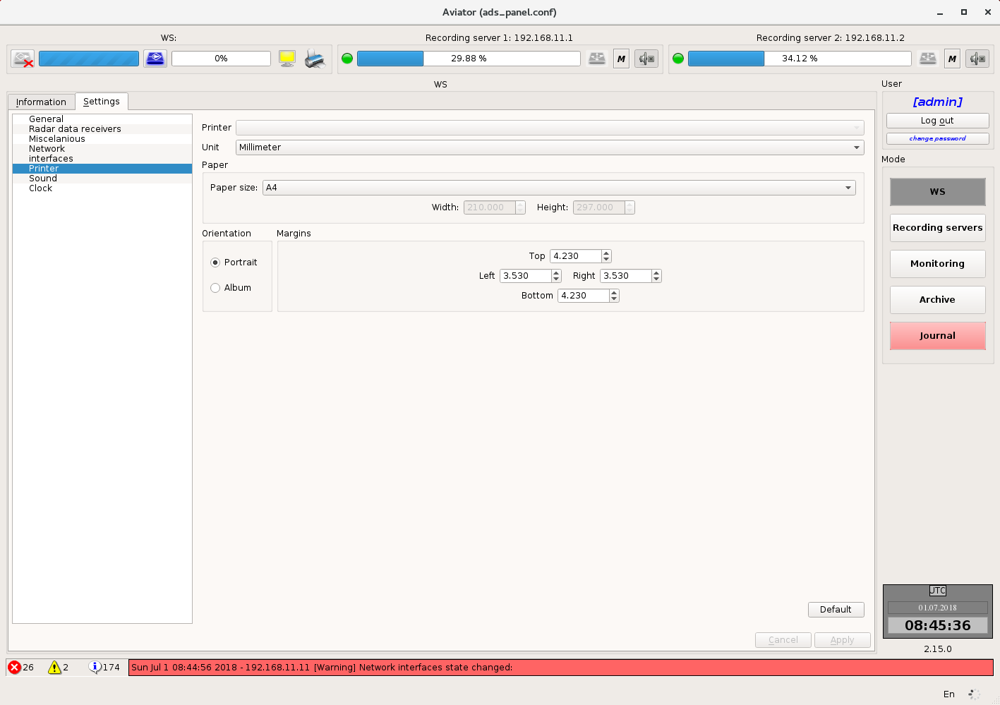 Aviator (ads_panel.conf)
WS:
Recording server 1: 192.168.11.1
Recording server 2: 192.168.11.2
0%
29.88 %
M
34.12 %
M
WS
User
Information
Settings
[admin]
Log out
change password
Mode
WS
Recording servers
Monitoring
Archive
Journal
General
Radar data receivers
Miscelanious
Network
interfaces
Printer
Sound
Clock
Printer
Unit Millimeter
Paper
Paper size: A4
Width: 210.000 Height: 297.000
Orientation
Margins
Portrait
Album
Top 4.230
Left 3.530 Right 3.530
Bottom 4.230
Default
Cancel Apply
UTC
01.07.2018
08:45:36
2.15.0
26 2 174 Sun Jul 1 08:44:56 2018 - 192.168.11.11 [Warning] Network interfaces state changed:
En